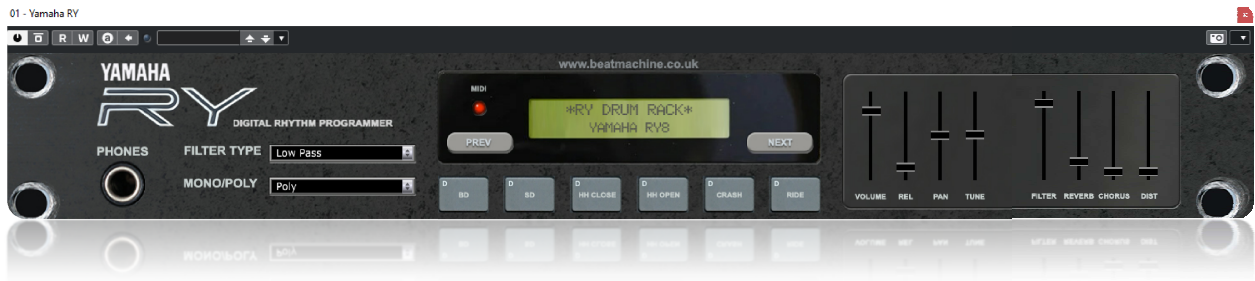 01 - Yamaha RY
R W a
www.beatmachine.co.uk
YAMAHA
RY
DIGITAL RHYTHM PROGRAMMER
PHONES
FILTER TYPE Low Pass
MONO/POLY Poly
MIDI
*RY DRUM RACK*
YAMAHA RY8
PREV NEXT
D D D D D D
BD SD HH CLOSE HH OPEN CRASH RIDE
VOLUME REL PAN TUNE FILTER REVERB CHORUS DIST